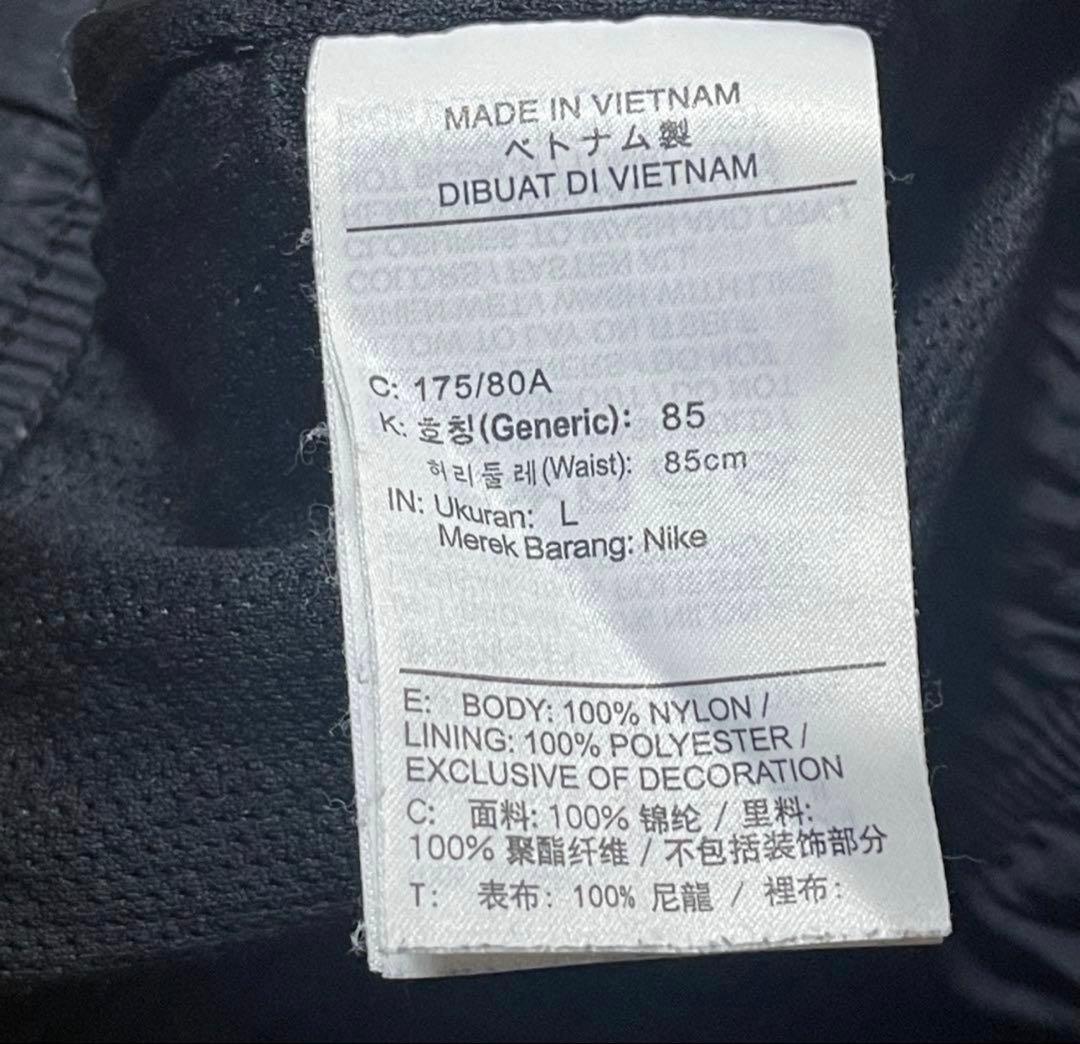 MADE IN VIETNAM
ベトナム製
DIBUAT DI VIETNAM
C: 175/80A
K: 호칭(Generic): 85
허리둘레(Waist): 85cm
IN: Ukuran: L
Merek Barang: Nike
E: BODY: 100% NYLON /
LINING: 100% POLYESTER /
EXCLUSIVE OF DECORATION
C: 面料: 100% 锦纶 / 里料:
100% 聚酯纤维 / 不包括装饰部分
T: 表布: 100% 尼龍 / 裡布: